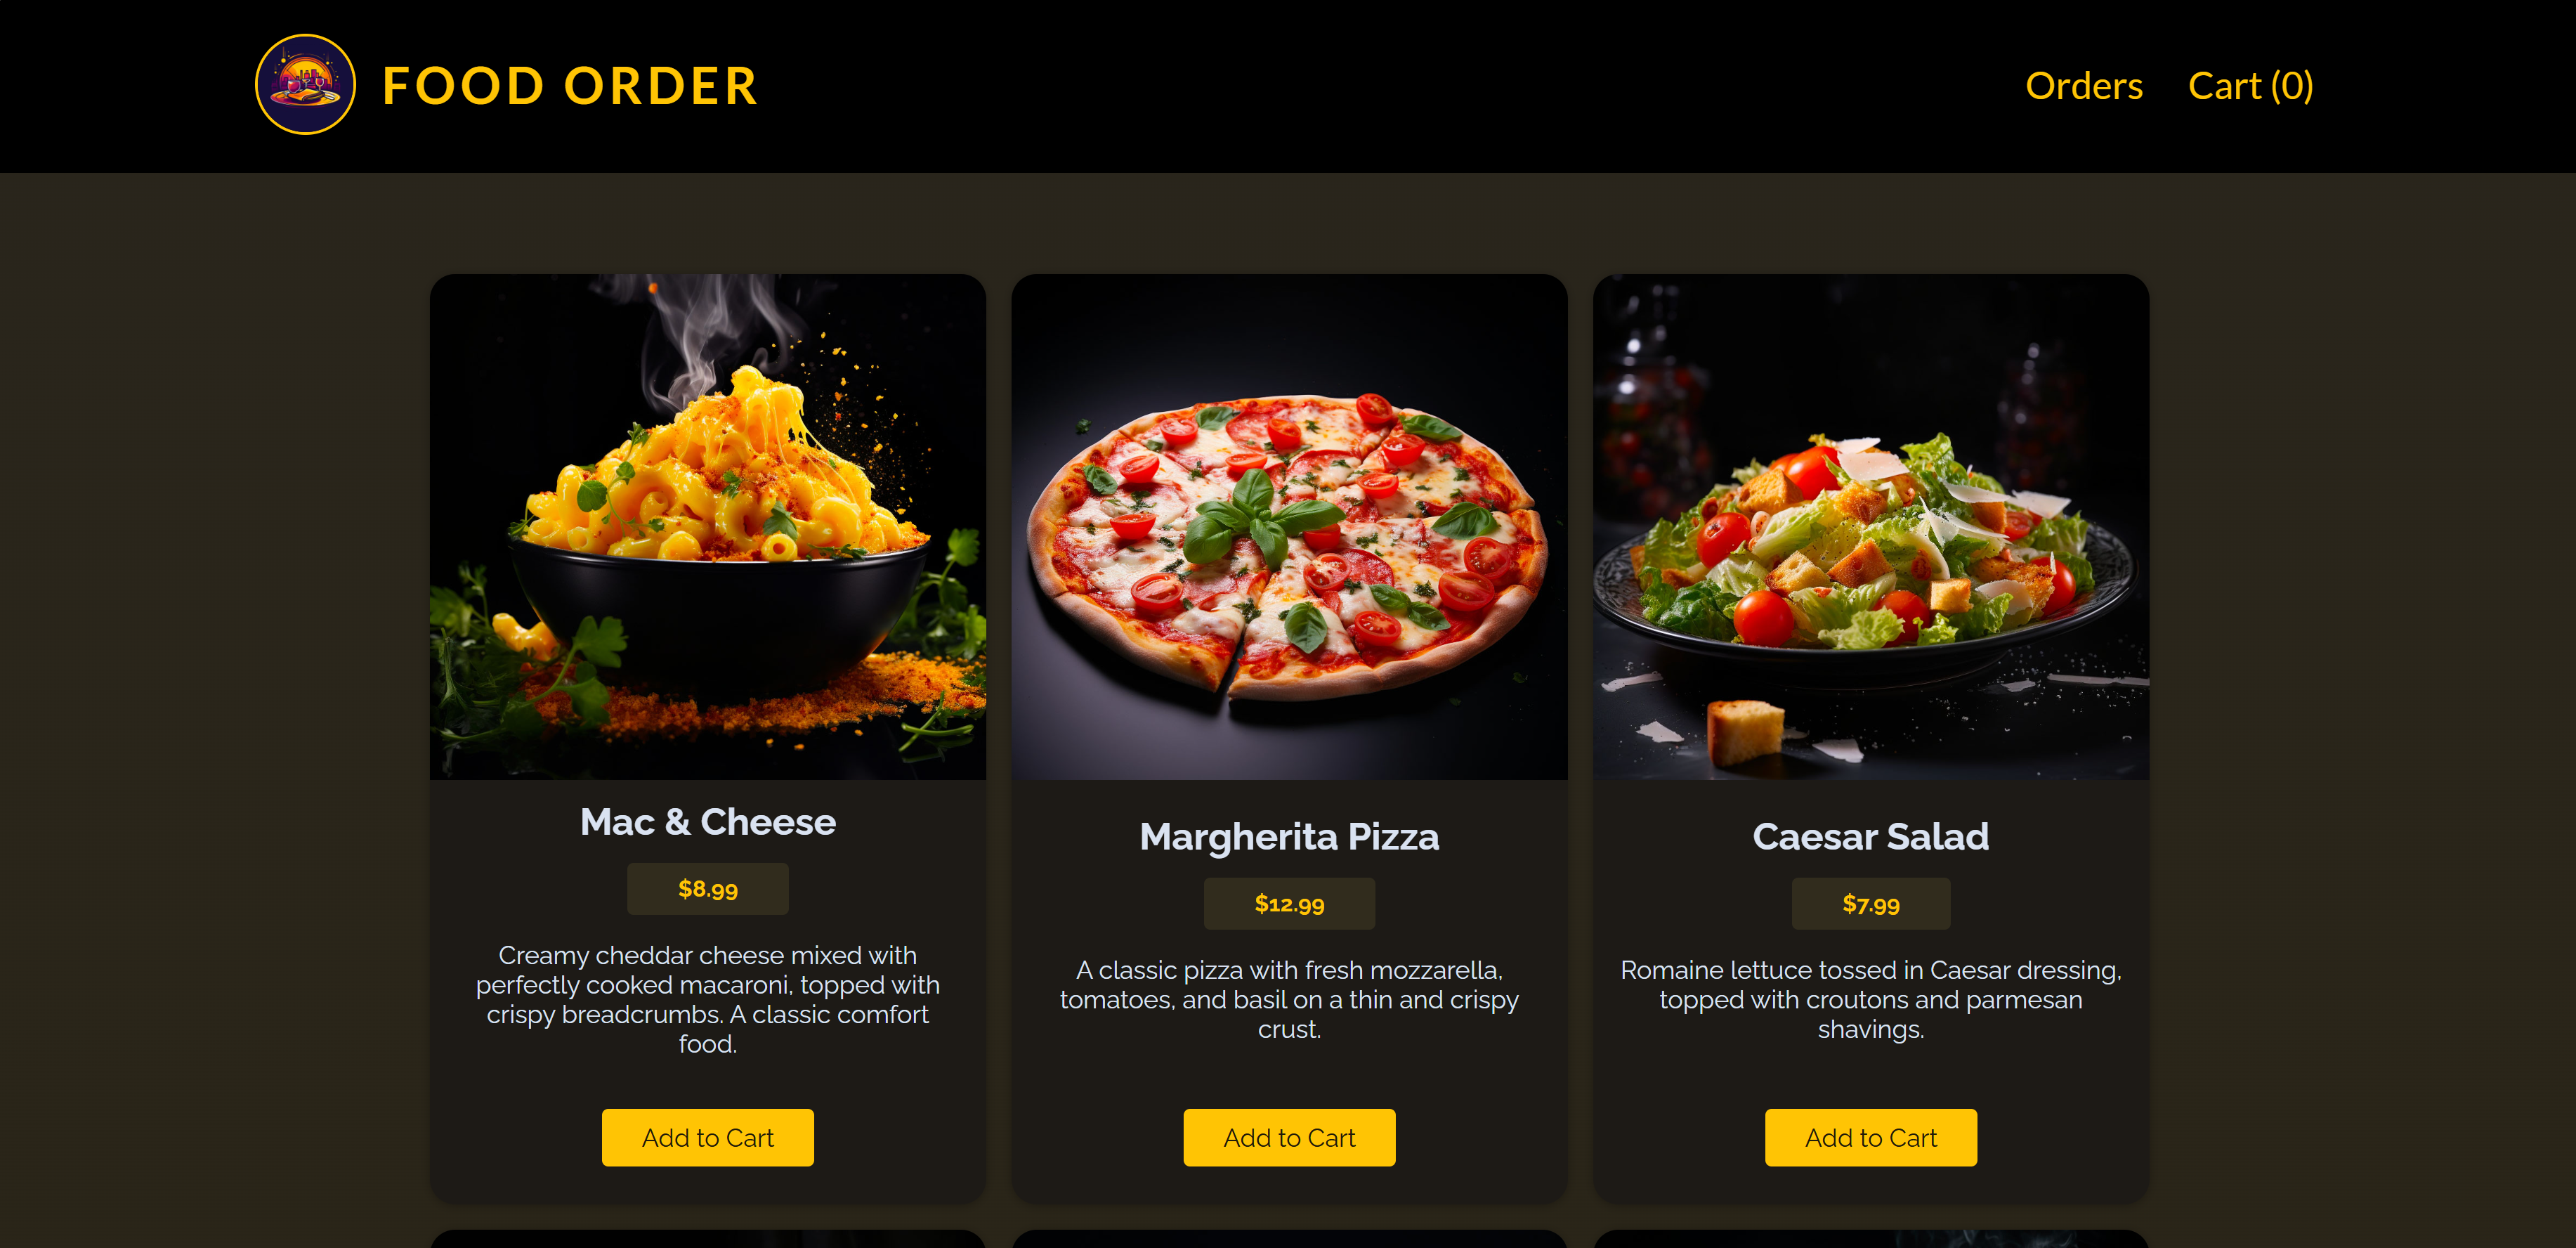 FOOD ORDER
Orders
Cart (0)
Mac & Cheese
$8.99
Creamy cheddar cheese mixed with
perfectly cooked macaroni, topped with
crispy breadcrumbs. A classic comfort
food.
Add to Cart
Margherita Pizza
$12.99
A classic pizza with fresh mozzarella,
tomatoes, and basil on a thin and crispy
crust.
Add to Cart
Caesar Salad
$7.99
Romaine lettuce tossed in Caesar dressing,
topped with croutons and parmesan
shavings.
Add to Cart